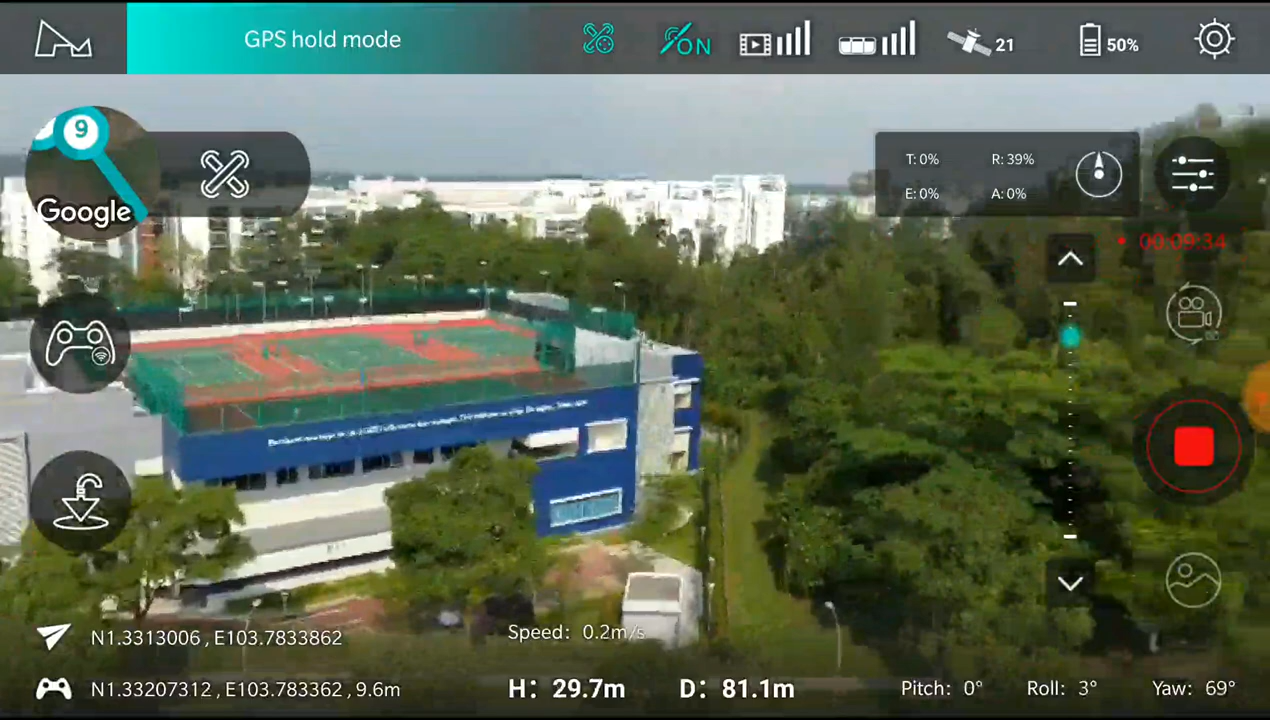 GPS hold mode
ON
21
50%
9
Google
T: 0% R: 39%
E: 0% A: 0%
00:09:34
N1.3313006 , E103.7833862
Speed: 0.2m/s
N1.33207312 , E103.783362 , 9.6m
H: 29.7m D: 81.1m
Pitch: 0° Roll: 3° Yaw: 69°